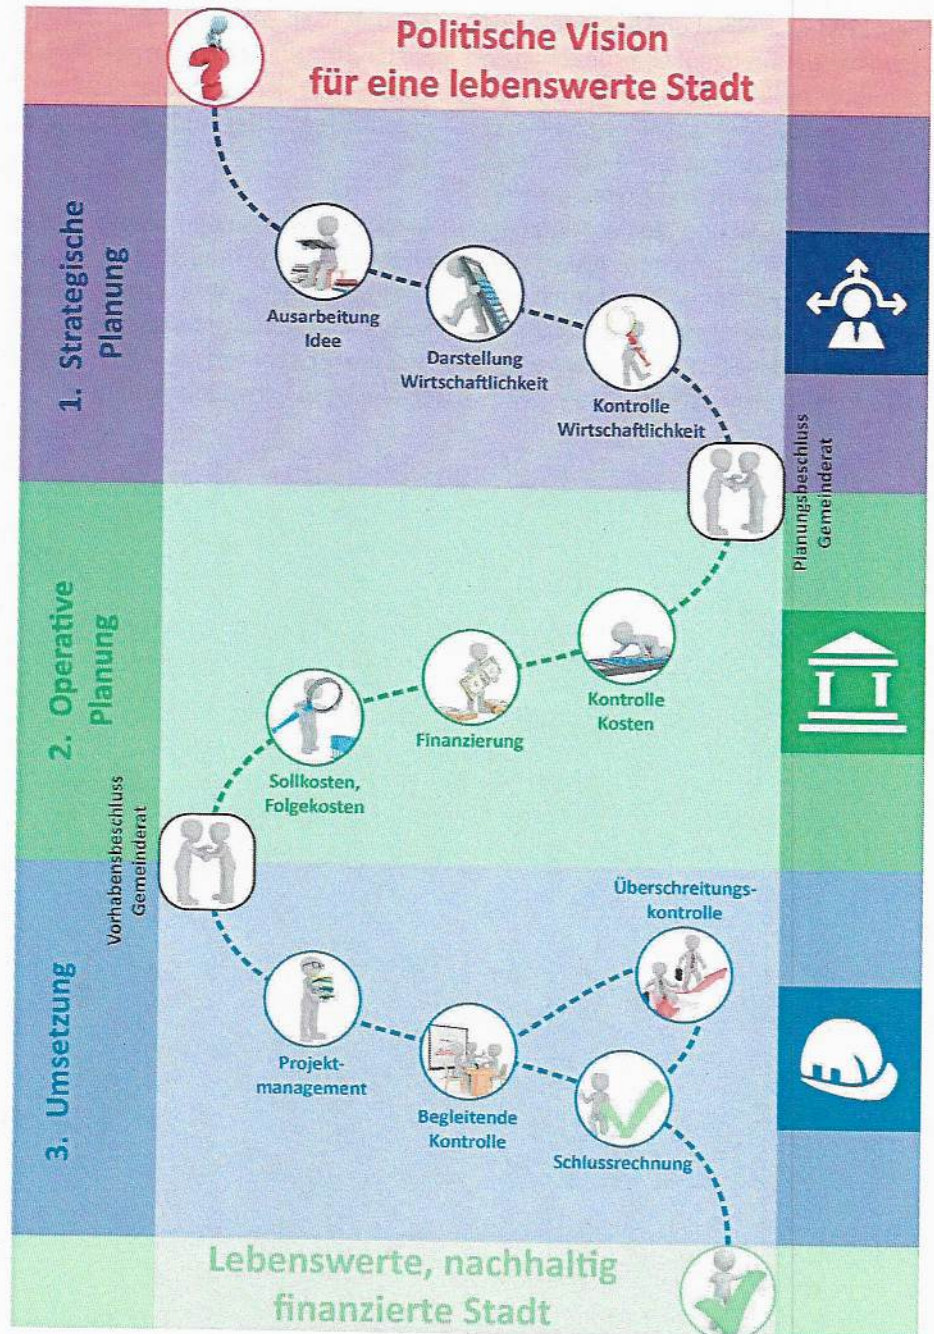 Politische Vision
für eine lebenswerte Stadt
1. Strategische
Planung
Ausarbeitung
Idee
Darstellung
Wirtschaftlichkeit
Kontrolle
Wirtschaftlichkeit
Planungsbeschluss
Gemeinderat
2. Operative
Planung
Kontrolle
Kosten
Finanzierung
Sollkosten,
Folgekosten
Vorhabensbeschluss
Gemeinderat
3. Umsetzung
Projekt-
management
Begleitende
Kontrolle
Überschreitungs-
kontrolle
Schlussrechnung
Lebenswerte, nachhaltig
finanzierte Stadt